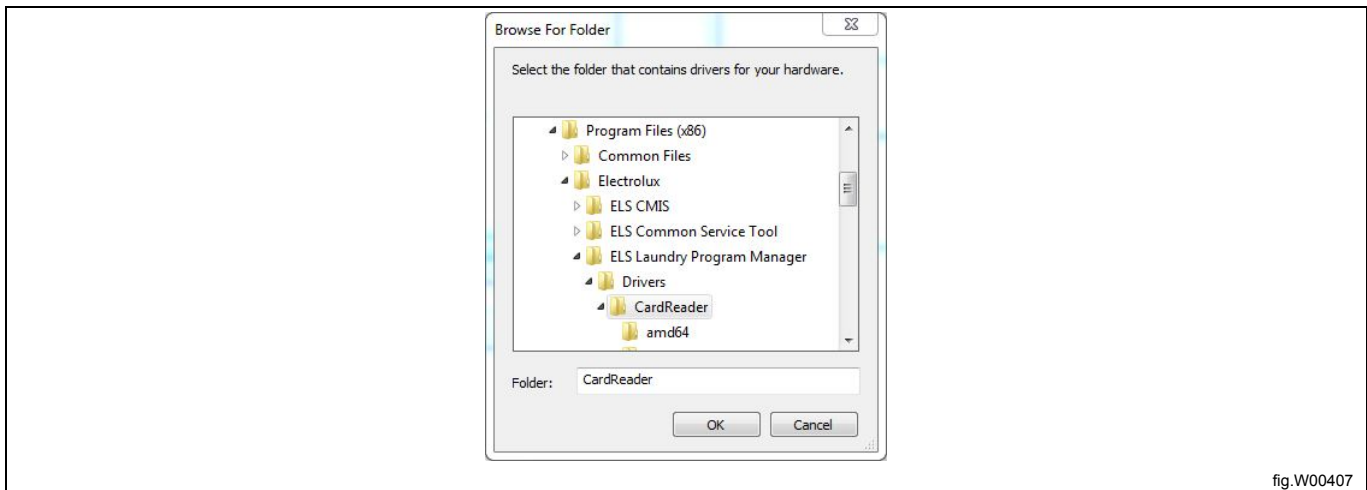 Browse For Folder
Select the folder that contains drivers for your hardware.
Program Files (x86)
Common Files
Electrolux
ELS CMIS
ELS Common Service Tool
ELS Laundry Program Manager
Drivers
CardReader
amd64
Folder: CardReader
OK Cancel
fig.W00407